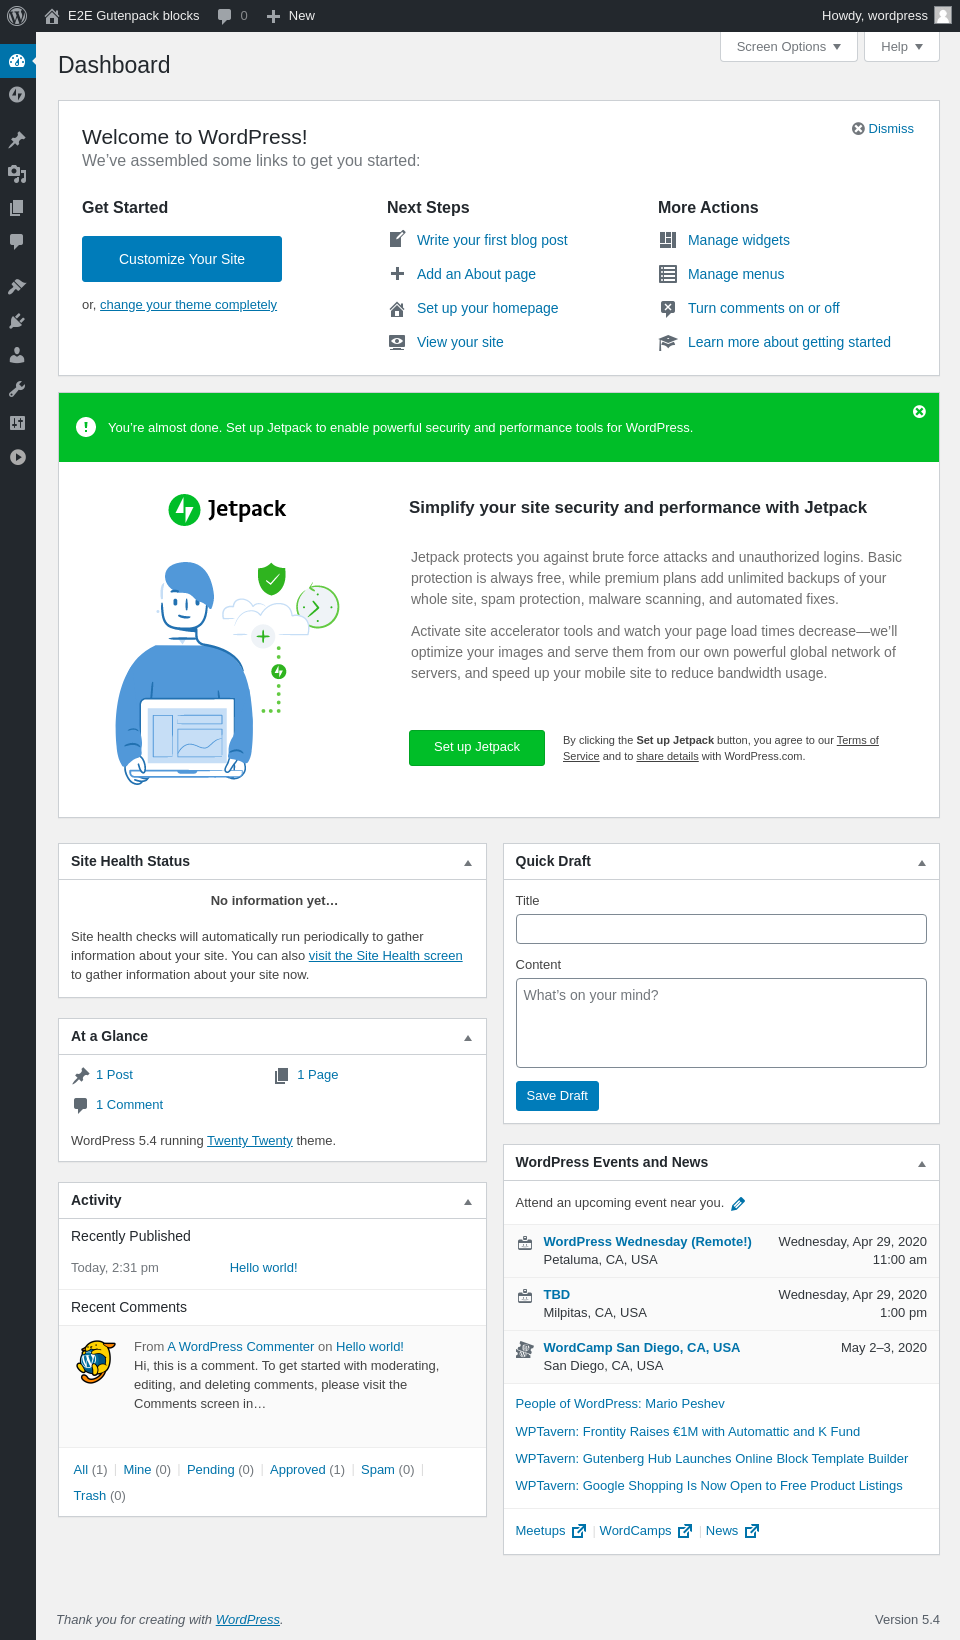 E2E Gutenpack blocks 0 New Howdy, wordpress
Screen Options Help
Dashboard
Welcome to WordPress!
Dismiss
We’ve assembled some links to get you started:
Get Started
Customize Your Site
or, change your theme completely
Next Steps
Write your first blog post
Add an About page
Set up your homepage
View your site
More Actions
Manage widgets
Manage menus
Turn comments on or off
Learn more about getting started
You’re almost done. Set up Jetpack to enable powerful security and performance tools for WordPress.
Jetpack
Simplify your site security and performance with Jetpack
Jetpack protects you against brute force attacks and unauthorized logins. Basic
protection is always free, while premium plans add unlimited backups of your
whole site, spam protection, malware scanning, and automated fixes.
Activate site accelerator tools and watch your page load times decrease—we’ll
optimize your images and serve them from our own powerful global network of
servers, and speed up your mobile site to reduce bandwidth usage.
Set up Jetpack
By clicking the Set up Jetpack button, you agree to our Terms of
Service and to share details with WordPress.com.
Site Health Status
No information yet…
Site health checks will automatically run periodically to gather
information about your site. You can also visit the Site Health screen
to gather information about your site now.
At a Glance
1 Post 1 Page
1 Comment
WordPress 5.4 running Twenty Twenty theme.
Activity
Recently Published
Today, 2:31 pm Hello world!
Recent Comments
From A WordPress Commenter on Hello world!
Hi, this is a comment. To get started with moderating,
editing, and deleting comments, please visit the
Comments screen in…
All (1) | Mine (0) | Pending (0) | Approved (1) | Spam (0) |
Trash (0)
Quick Draft
Title
Content
What’s on your mind?
Save Draft
WordPress Events and News
Attend an upcoming event near you.
WordPress Wednesday (Remote!) Wednesday, Apr 29, 2020
Petaluma, CA, USA 11:00 am
TBD Wednesday, Apr 29, 2020
Milpitas, CA, USA 1:00 pm
WordCamp San Diego, CA, USA May 2–3, 2020
San Diego, CA, USA
People of WordPress: Mario Peshev
WPTavern: Frontity Raises €1M with Automattic and K Fund
WPTavern: Gutenberg Hub Launches Online Block Template Builder
WPTavern: Google Shopping Is Now Open to Free Product Listings
Meetups | WordCamps | News
Thank you for creating with WordPress. Version 5.4